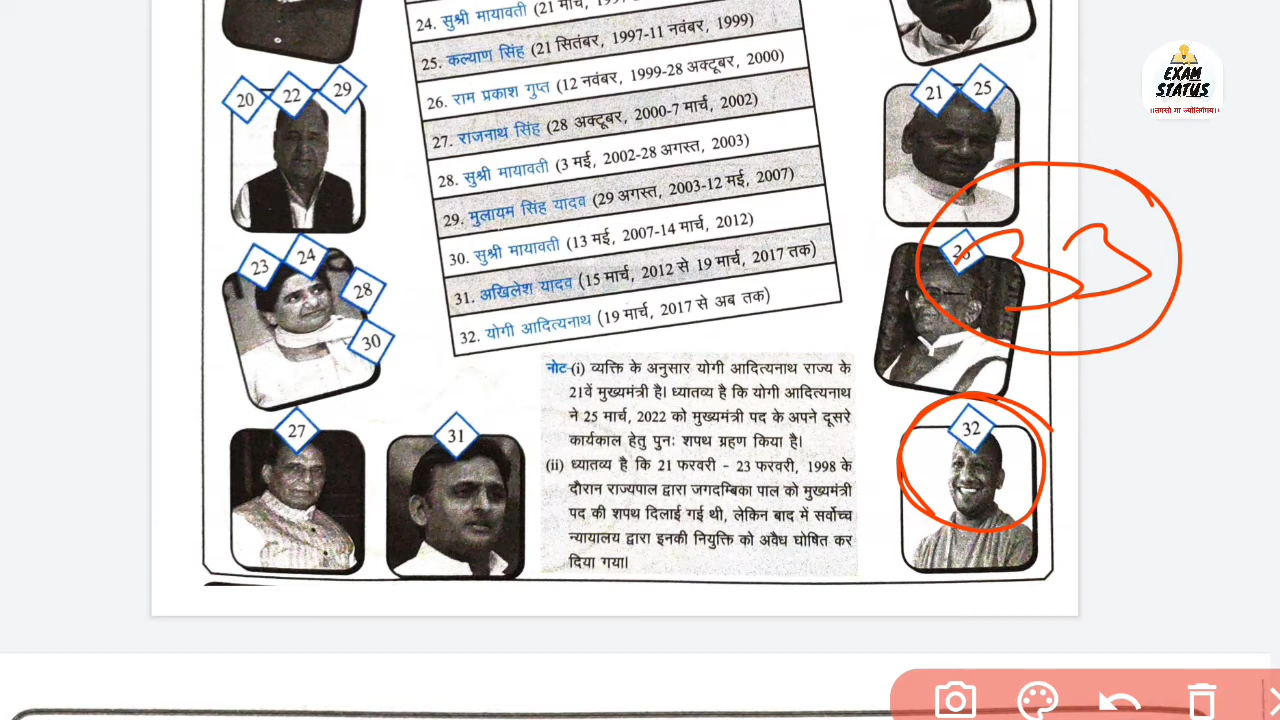 24. सुश्री मायावती (21 मार्च,
25. कल्याण सिंह (21 सितंबर, 1997-11 नवंबर, 1999)
26. राम प्रकाश गुप्त (12 नवंबर, 1999-28 अक्टूबर, 2000)
27. राजनाथ सिंह (28 अक्टूबर, 2000-7 मार्च, 2002)
28. सुश्री मायावती (3 मई, 2002-28 अगस्त, 2003)
29. मुलायम सिंह यादव (29 अगस्त, 2003-12 मई, 2007)
30. सुश्री मायावती (13 मई, 2007-14 मार्च, 2012)
31. अखिलेश यादव (15 मार्च, 2012 से 19 मार्च, 2017 तक)
32. योगी आदित्यनाथ (19 मार्च, 2017 से अब तक)
20 22 29
23 24
28
30
27
31
नोट-(i) व्यक्ति के अनुसार योगी आदित्यनाथ राज्य के
21वें मुख्यमंत्री है। ध्यातव्य है कि योगी आदित्यनाथ
ने 25 मार्च, 2022 को मुख्यमंत्री पद के अपने दूसरे
कार्यकाल हेतु पुनः शपथ ग्रहण किया है।
(ii) ध्यातव्य है कि 21 फरवरी - 23 फरवरी, 1998 के
दौरान राज्यपाल द्वारा जगदम्बिका पाल को मुख्यमंत्री
पद की शपथ दिलाई गई थी, लेकिन बाद में सर्वोच्च
न्यायालय द्वारा इनकी नियुक्ति को अवैध घोषित कर
दिया गया।
21 25
26
33
32
EXAM
STATUS